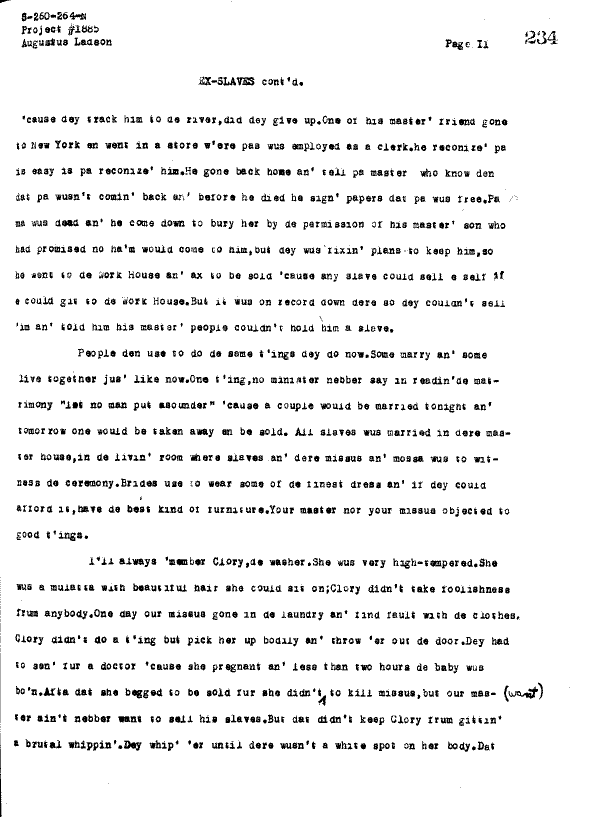 S-260-264-N
Project #1885
Augustus Ladson
Page II
234
EX-SLAVES cont'd.
'cause dey track him to de river,did dey give up.One of his master' friend gone
to New York en went in a store w'ere pas wus employed as a clerk.he reconize' pa
is easy is pa reconize' him.He gone back home an' tell pa master who know den
dat pa wusn't comin' back an' before he died he sign' papers dat pa wus free.Pa
ma wus dead an' he come down to bury her by de permission of his master' son who
had promised no ha'm would come to him,but dey wus fixin' plans to keep him,so
he went to de Work House an' ax to be sold 'cause any slave could sell e self if
e could git to de Work House.But it wus on record down dere so dey couldn't sell
'im an' told him his master' people couldn't hold him a slave.
People den use to do de same t'ings dey do now.Some marry an' some
live together jus' like now.One t'ing,no minister nebber say in readin'de mat-
rimony "let no man put asounder" 'cause a couple would be married tonight an'
tomorrow one would be taken away en be sold. All slaves wus married in dere mas-
ter house,in de livin' room where slaves an' dere missus an' mossa wus to wit-
ness de ceremony.Brides use to wear some of de finest dress an' if dey could
afford it,have de best kind of furniture.Your master nor your missus objected to
good t'ings.
I'll always 'member Clory,de washer.She wus very high-tempered.She
wus a mulatta with beautiful hair she could sit on;Clory didn't take foolishness
frum anybody.One day our missus gone in de laundry an' find fault with de clothes.
Clory didn't do a t'ing but pick her up bodily an' throw 'er out de door.Dey had
to sen' fur a doctor 'cause she pregnant an' less than two hours de baby wus
bo'n.Afta dat she begged to be sold fur she didn't to kill missus,but our mas- (want)
ter ain't nebber want to sell his slaves.But dat didn't keep Clory frum gittin'
a brutal whippin'.Dey whip' 'er until dere wusn't a white spot on her body.Dat